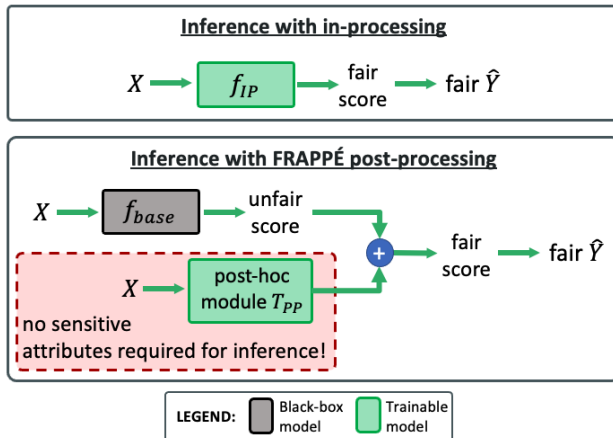 Inference with in-processing
X f_IP fair score fair Ŷ
Inference with FRAPPÉ post-processing
X f_base unfair score
+ fair score fair Ŷ
X post-hoc module T_PP
no sensitive
attributes required for inference!
LEGEND: Black-box model Trainable model